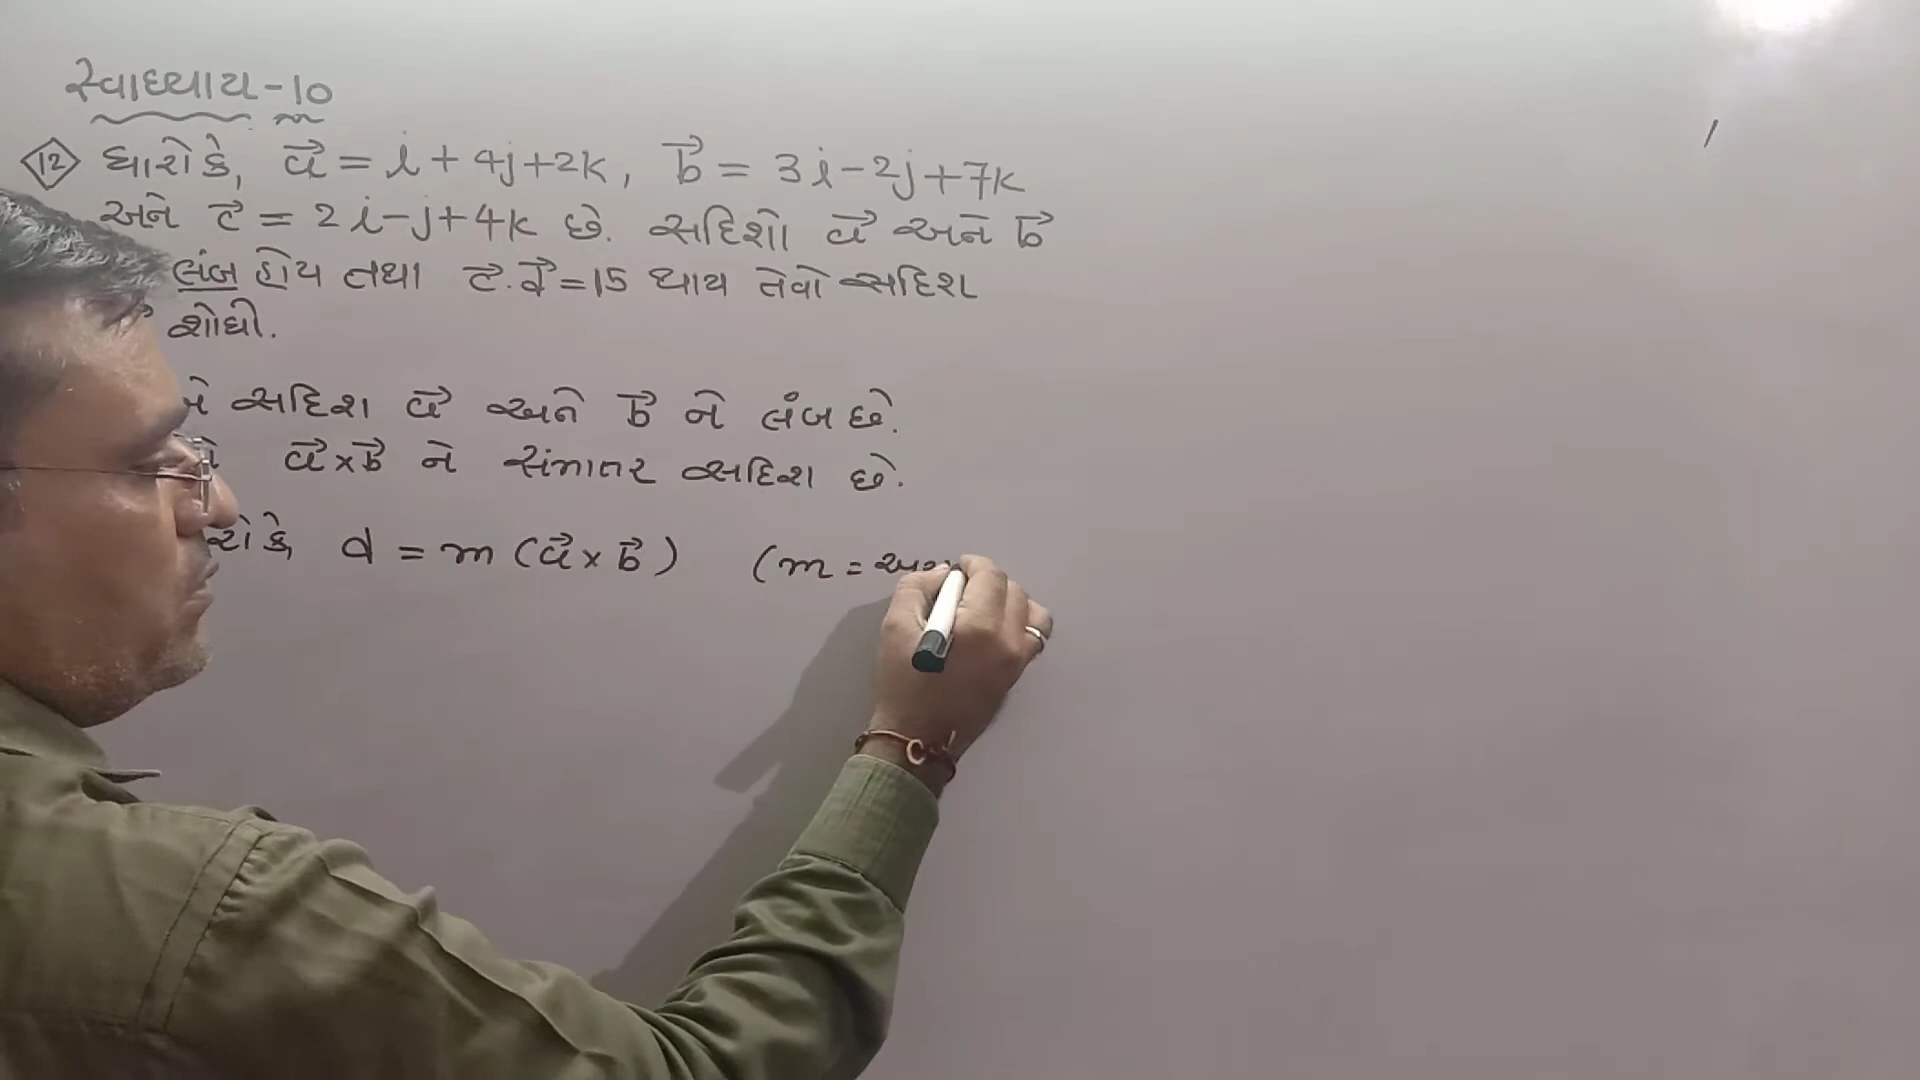 સ્વાધ્યાય-10
12 ધારોકે, a⃗ = i + 4j + 2k, b⃗ = 3i - 2j + 7k
અને c⃗ = 2i - j + 4k છે. સદિશો a⃗ અને b⃗
લંબ હોય તથા c⃗.d⃗ = 15 થાય તેવો સદિશ
શોધો.
સદિશ a⃗ અને b⃗ ને લંબ છે.
a⃗ x b⃗ ને સંમાતર સદિશ છે.
d = m (a⃗ x b⃗) (m =